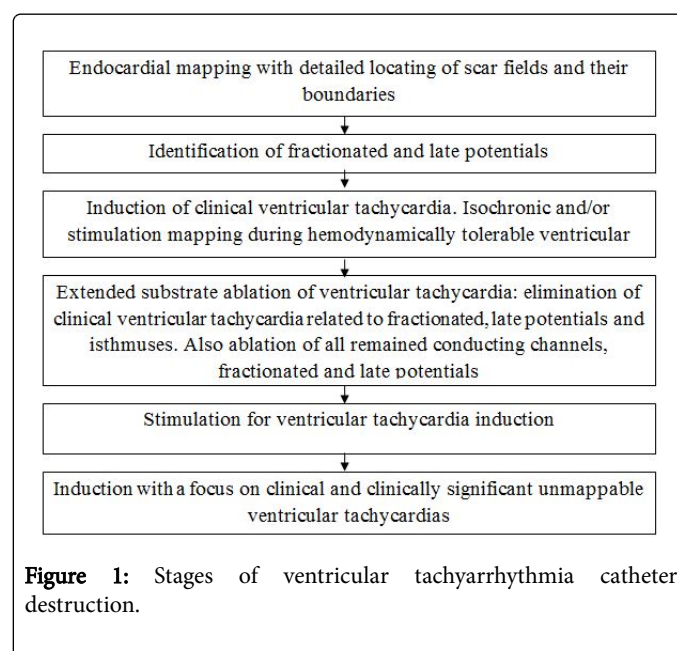 Endocardial mapping with detailed locating of scar fields and their
boundaries
Identification of fractionated and late potentials
Induction of clinical ventricular tachycardia. Isochronic and/or
stimulation mapping during hemodynamically tolerable ventricular
Extended substrate ablation of ventricular tachycardia: elimination of
clinical ventricular tachycardia related to fractionated, late potentials and
isthmuses. Also ablation of all remained conducting channels,
fractionated and late potentials
Stimulation for ventricular tachycardia induction
Induction with a focus on clinical and clinically significant unmappable
ventricular tachycardias
Figure 1: Stages of ventricular tachyarrhythmia catheter
destruction.